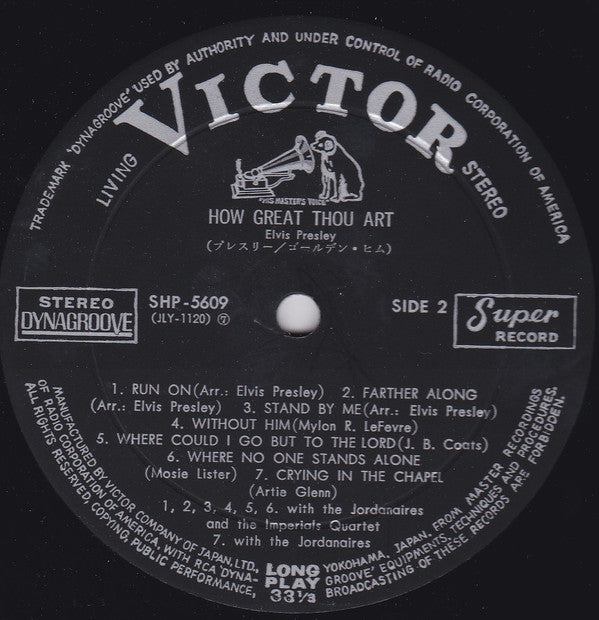 TRADEMARK 'DYNAGROOVE' USED BY AUTHORITY AND UNDER CONTROL OF RADIO CORPORATION OF AMERICA
VICTOR
LIVING
STEREO
"HIS MASTER'S VOICE"
HOW GREAT THOU ART
Elvis Presley
(プレスリー/ゴールデン・ヒム)
STEREO
DYNAGROOVE
SHP-5609
(JLY-1120) ⑦
SIDE 2
Super
RECORD
1. RUN ON(Arr.: Elvis Presley) 2. FARTHER ALONG
(Arr.: Elvis Presley) 3. STAND BY ME(Arr.: Elvis Presley)
4. WITHOUT HIM(Mylon R. LeFevre)
5. WHERE COULD I GO BUT TO THE LORD(J. B. Coats)
6. WHERE NO ONE STANDS ALONE
(Mosie Lister) 7. CRYING IN THE CHAPEL
(Artie Glenn)
1, 2, 3, 4, 5, 6. with the Jordanaires
and the Imperials Quartet
7. with the Jordanaires
MANUFACTURED BY VICTOR COMPANY OF JAPAN, LTD., YOKOHAMA, JAPAN, FROM MASTER RECORDINGS
OF RADIO CORPORATION OF AMERICA, WITH RCA 'DYNAGROOVE' EQUIPMENTS, TECHNIQUES AND PROCEDURES.
ALL RIGHTS RESERVED, COPYING, PUBLIC PERFORMANCE, BROADCASTING OF THESE RECORDS ARE FORBIDDEN.
LONG
PLAY
33⅓